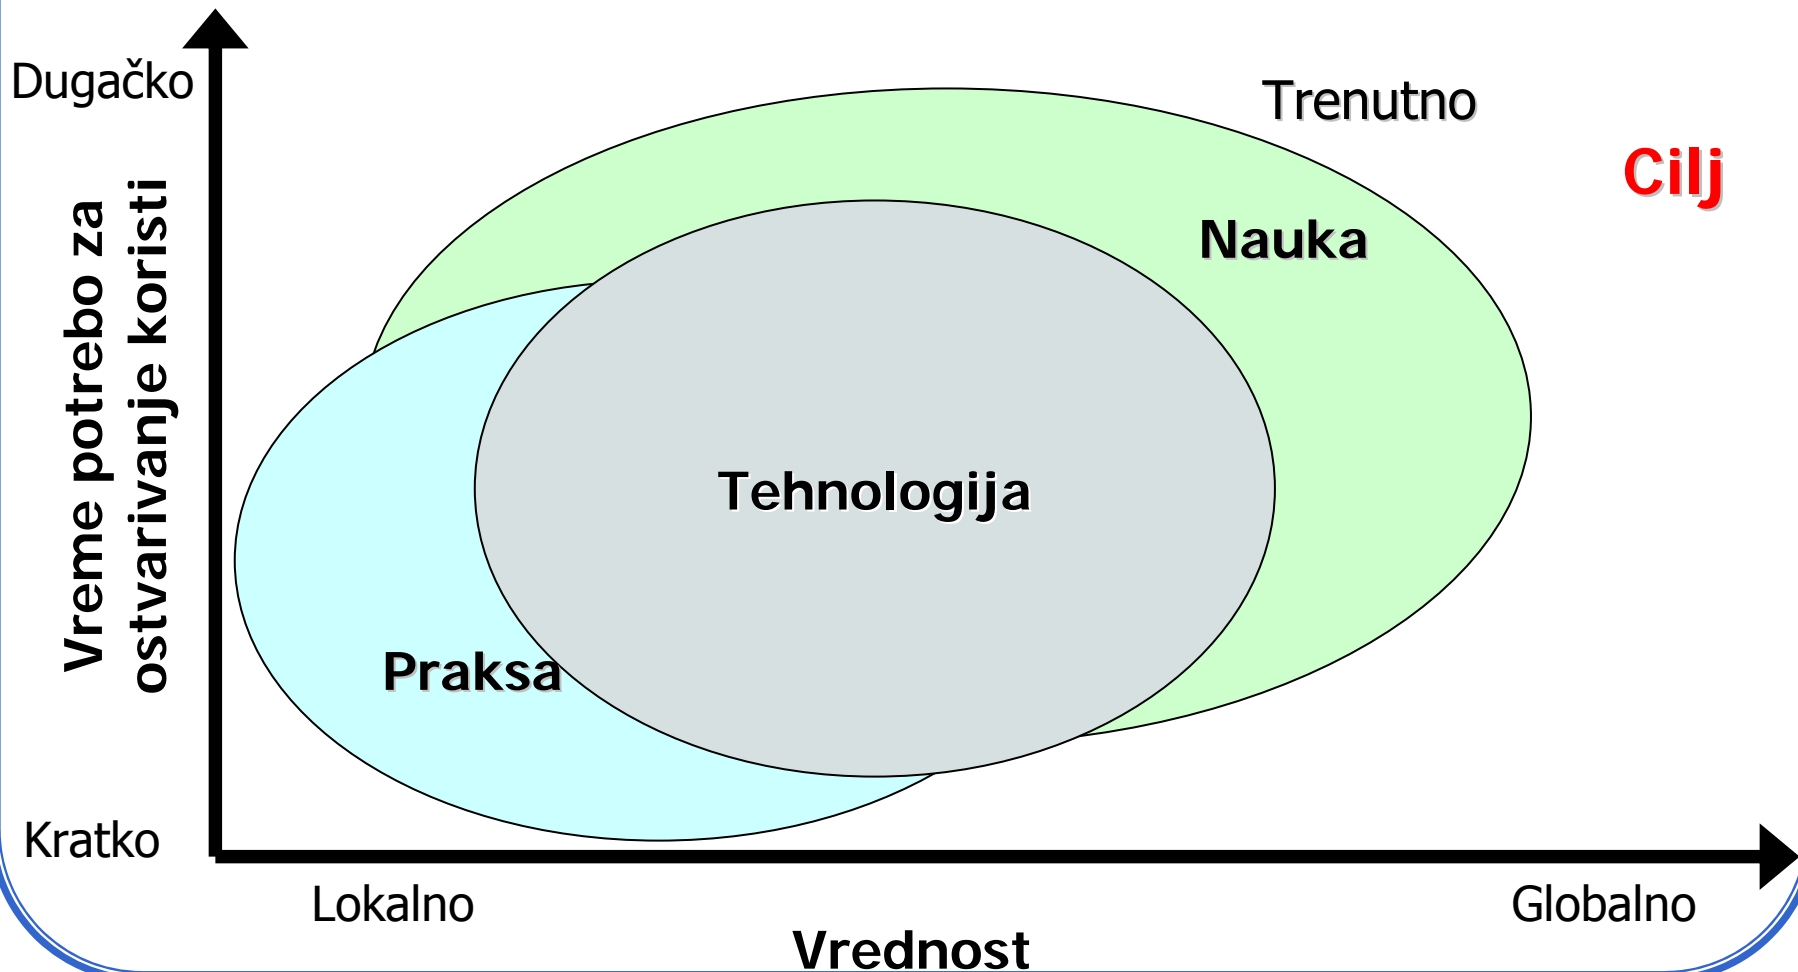 Dugačko
Trenutno
Cilj
Nauka
Vreme potrebo za
ostvarivanje koristi
Tehnologija
Praksa
Kratko
Lokalno
Globalno
Vrednost